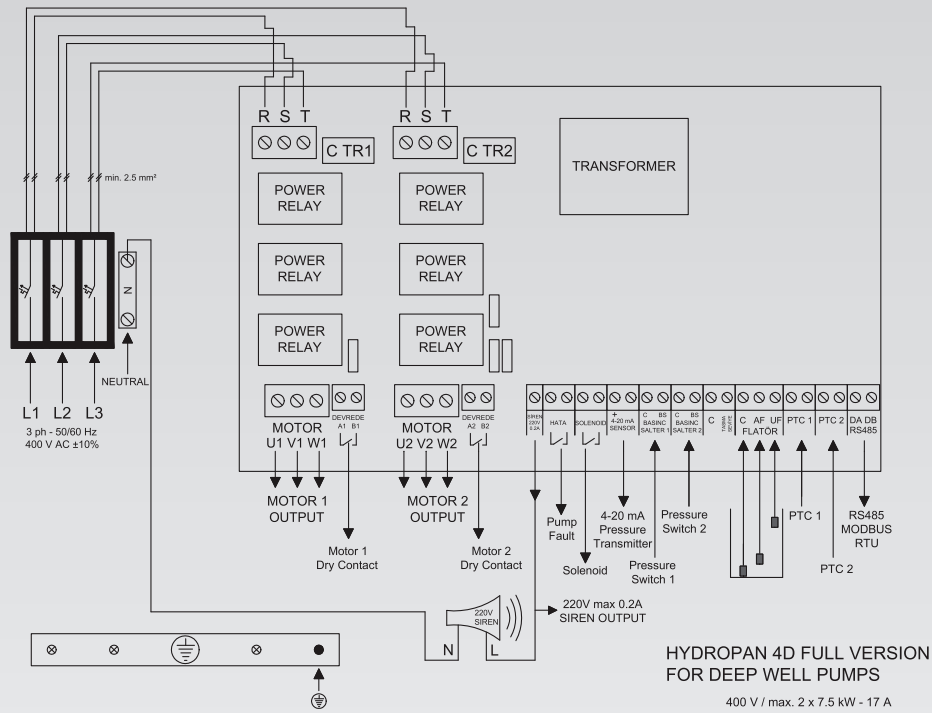 R S T
R S T
C TR1
C TR2
TRANSFORMER
min. 2.5 mm²
POWER
RELAY
POWER
RELAY
POWER
RELAY
POWER
RELAY
POWER
RELAY
POWER
RELAY
N
NEUTRAL
L1 L2 L3
3 ph - 50/60 Hz
400 V AC ±10%
MOTOR 1
U1 V1 W1
DEVREDE
A1 B1
MOTOR 2
U2 V2 W2
DEVREDE
A2 B2
SIREN
220V
0.2A
HATA
SOLENOID
+
4-20 mA
SENSOR
C BS
BASINC
SALTER 1
C BS
BASINC
SALTER 2
C
TASMA
SEVIYE
C AF UF
FLATÖR
PTC 1
PTC 2
DA DB
RS485
MOTOR 1
OUTPUT
Motor 1
Dry Contact
MOTOR 2
OUTPUT
Motor 2
Dry Contact
Pump
Fault
Solenoid
4-20 mA
Pressure
Transmitter
Pressure
Switch 1
Pressure
Switch 2
PTC 1
PTC 2
RS485
MODBUS
RTU
220V
SIREN
N L
220V max 0.2A
SIREN OUTPUT
HYDROPAN 4D FULL VERSION
FOR DEEP WELL PUMPS
400 V / max. 2 x 7.5 kW - 17 A